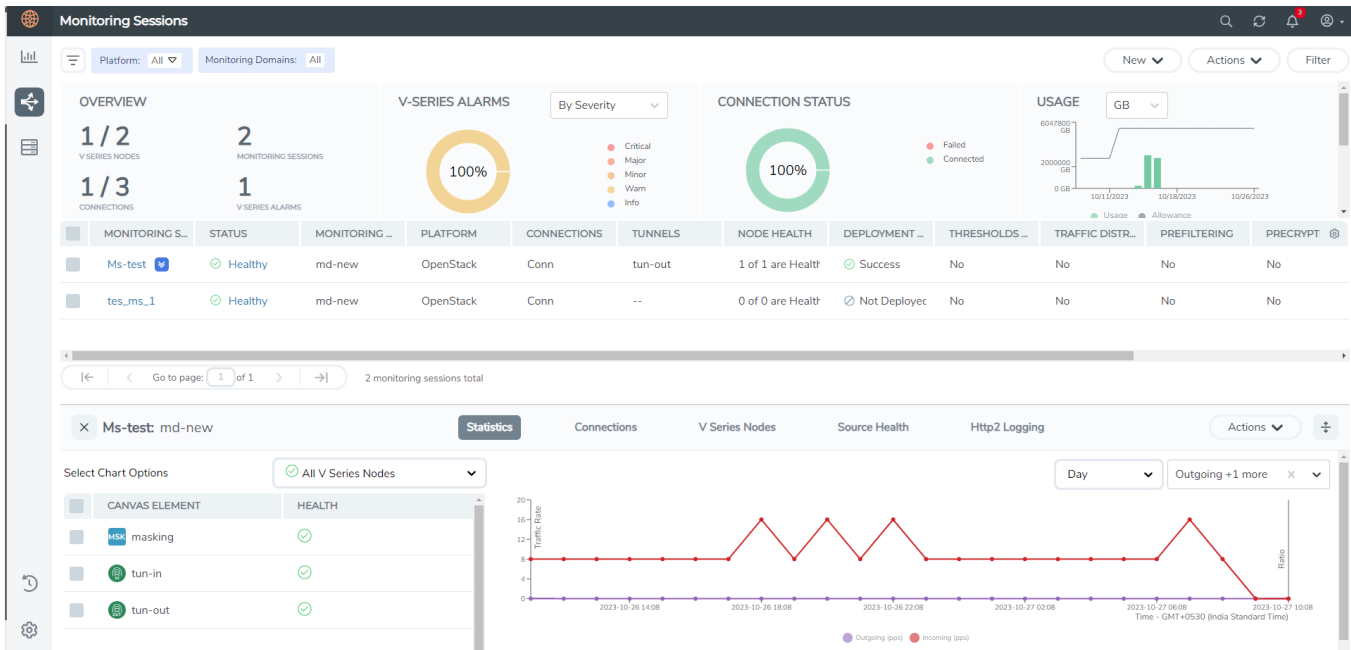 Monitoring Sessions
3
Platform: All
Monitoring Domains: All
New
Actions
Filter
OVERVIEW
1 / 2
V SERIES NODES
2
MONITORING SESSIONS
1 / 3
CONNECTIONS
1
V SERIES ALARMS
V-SERIES ALARMS
By Severity
100%
Critical
Major
Minor
Warn
Info
CONNECTION STATUS
100%
Failed
Connected
USAGE
GB
6047800
GB
2000000
GB
0 GB
10/11/2023 10/18/2023 10/26/2023
Usage Allowance
MONITORING S... STATUS MONITORING ... PLATFORM CONNECTIONS TUNNELS NODE HEALTH DEPLOYMENT ... THRESHOLDS ... TRAFFIC DISTR... PREFILTERING PRECRYPT
Ms-test Healthy md-new OpenStack Conn tun-out 1 of 1 are Health Success No No No No
tes_ms_1 Healthy md-new OpenStack Conn -- 0 of 0 are Health Not Deployec No No No No
Go to page: 1 of 1
2 monitoring sessions total
Ms-test: md-new
Statistics
Connections
V Series Nodes
Source Health
Http2 Logging
Actions
Select Chart Options
All V Series Nodes
Day
Outgoing +1 more
CANVAS ELEMENT HEALTH
MSK masking
tun-in
tun-out
Traffic Rate
20
16
12
8
4
0
Ratio
2023-10-26 14:08 2023-10-26 18:08 2023-10-26 22:08 2023-10-27 02:08 2023-10-27 06:08 2023-10-27 10:08
Time - GMT+0530 (India Standard Time)
Outgoing (pps) Incoming (pps)